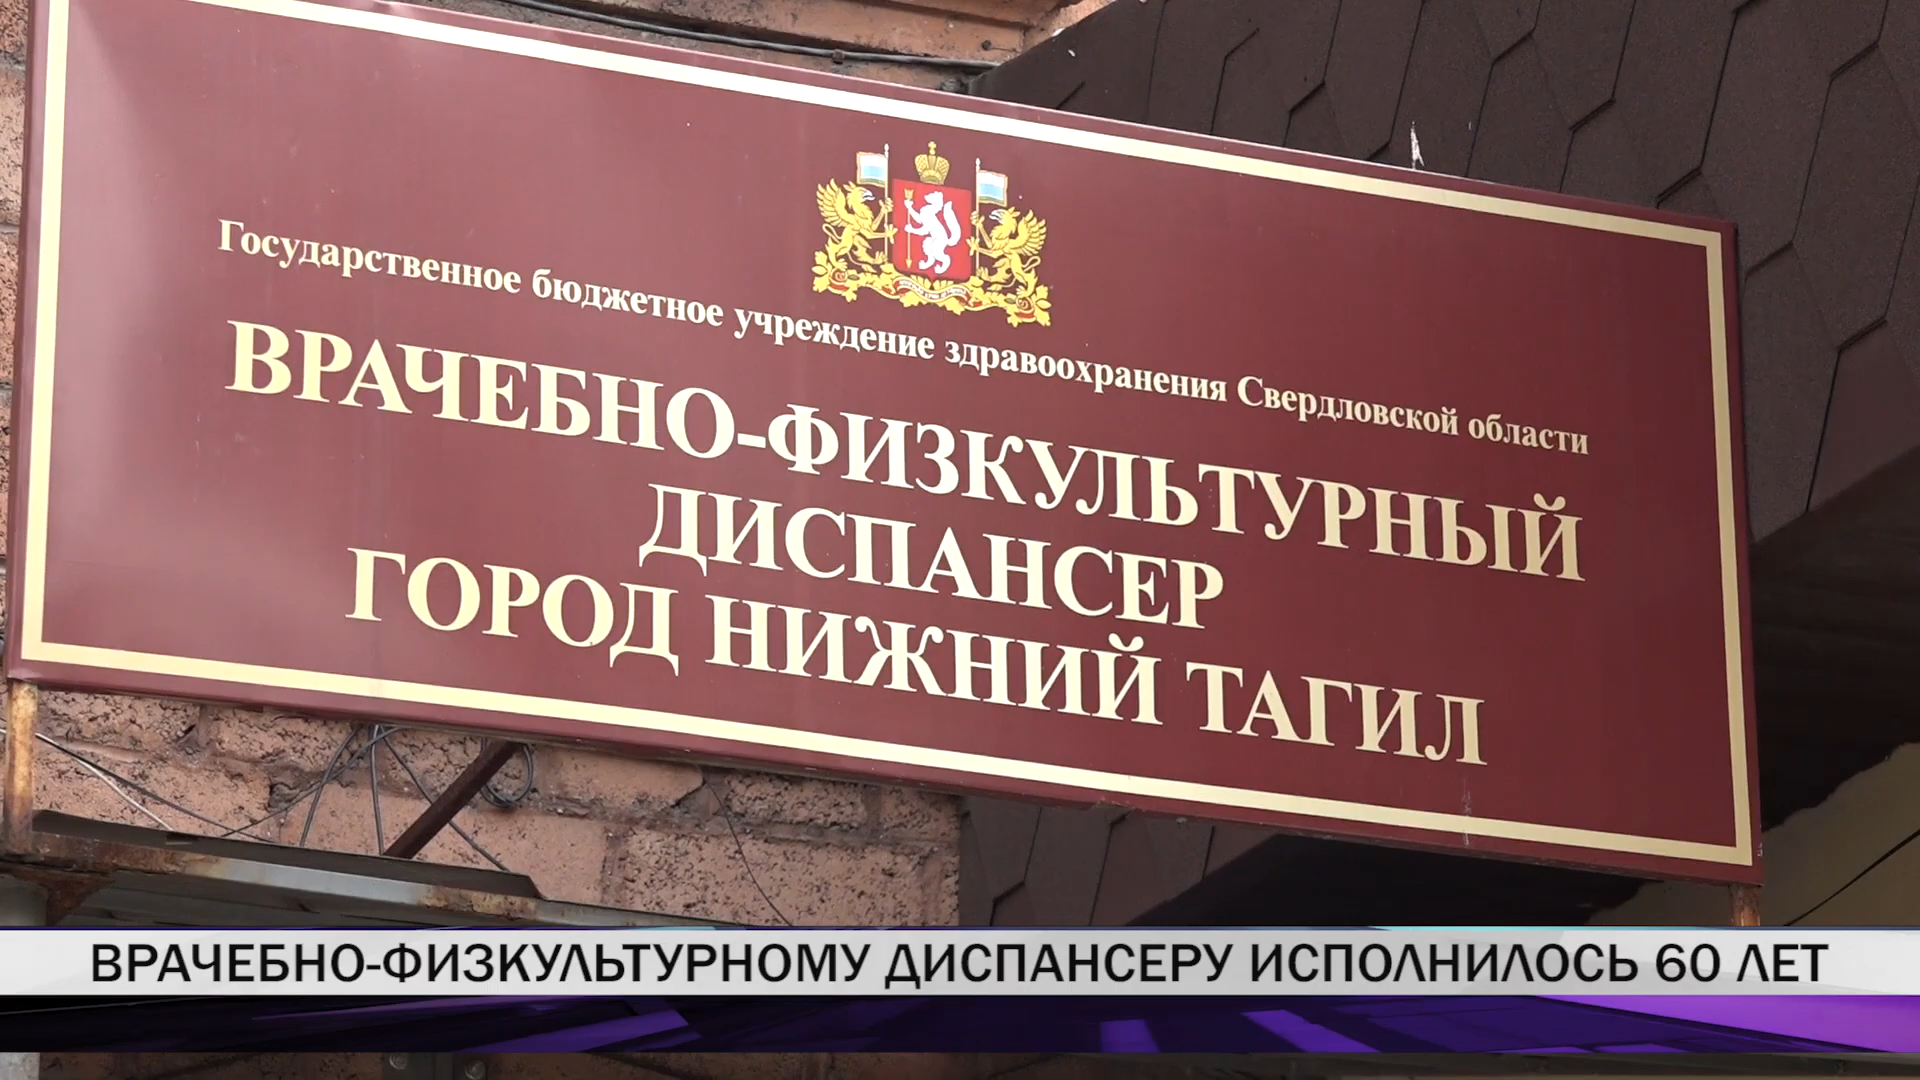 Государственное бюджетное учреждение здравоохранения Свердловской области
ВРАЧЕБНО-ФИЗКУЛЬТУРНЫЙ
ДИСПАНСЕР
ГОРОД НИЖНИЙ ТАГИЛ
ВРАЧЕБНО-ФИЗКУЛЬТУРНОМУ ДИСПАНСЕРУ ИСПОЛНИЛОСЬ 60 ЛЕТ